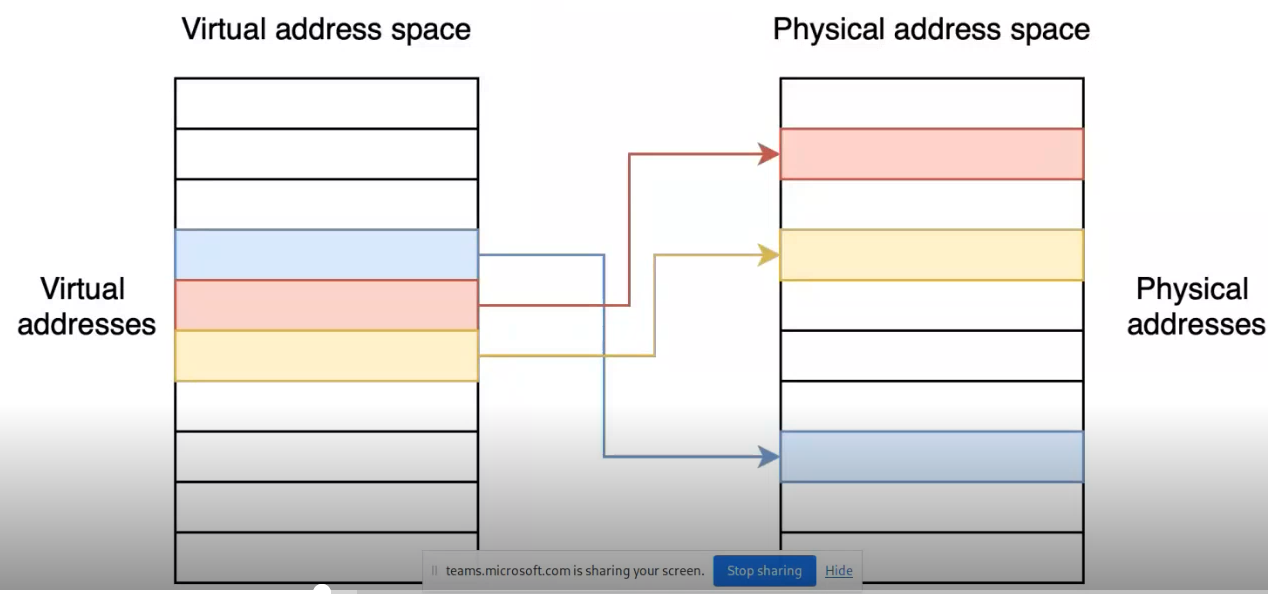 Virtual address space
Physical address space
Virtual
addresses
Physical
addresses
teams.microsoft.com is sharing your screen.
Stop sharing
Hide